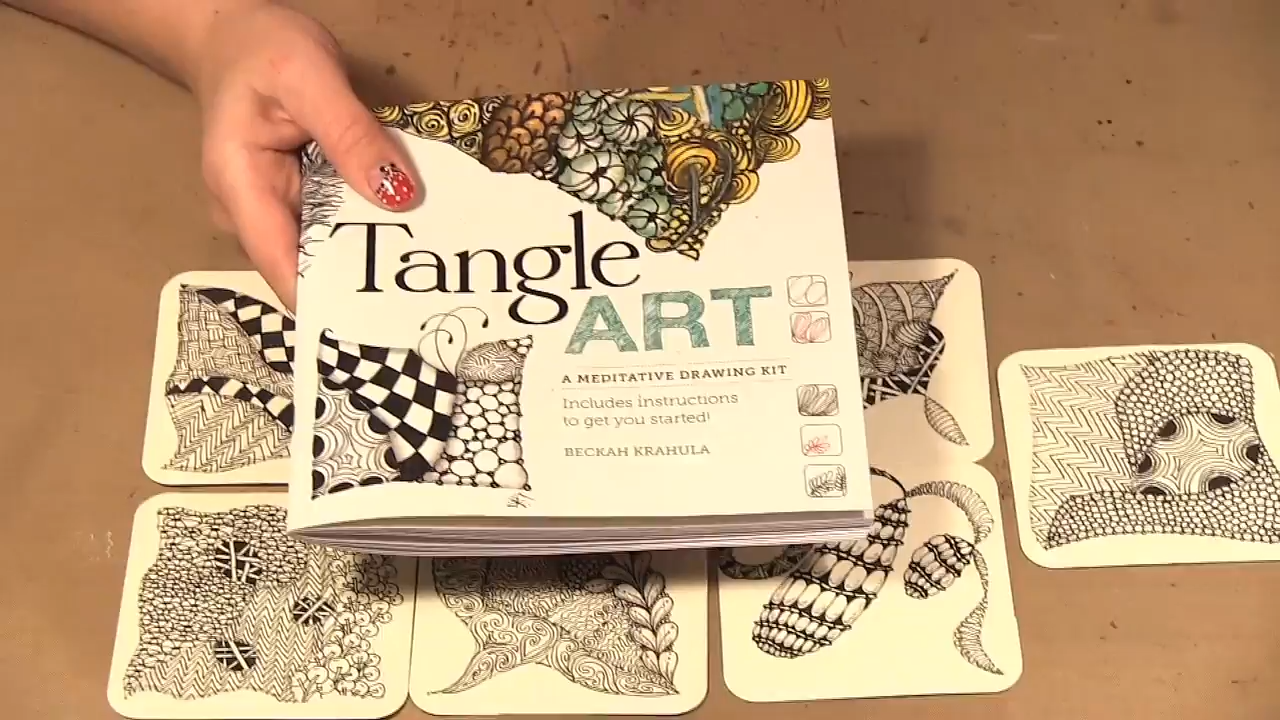 Tangle
ART
A MEDITATIVE DRAWING KIT
Includes instructions
to get you started!
BECKAH KRAHULA